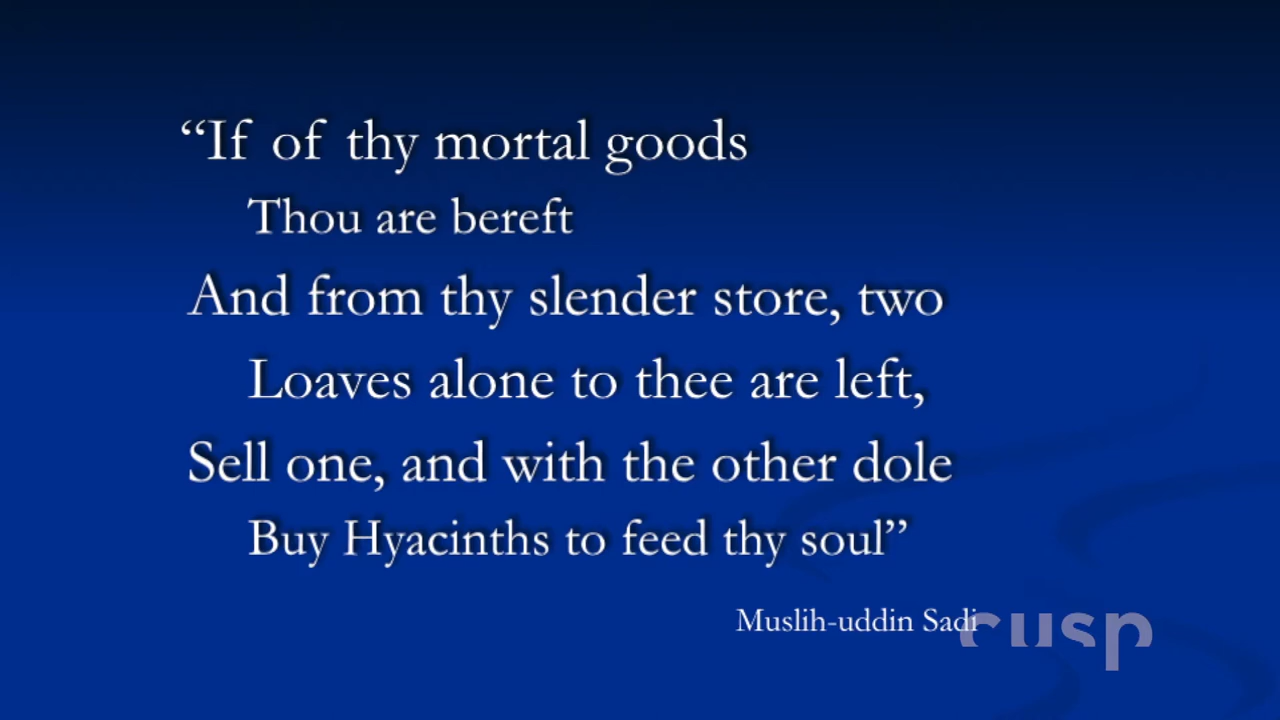 “If of thy mortal goods
Thou are bereft
And from thy slender store, two
Loaves alone to thee are left,
Sell one, and with the other dole
Buy Hyacinths to feed thy soul”
Muslih-uddin Sadi
cusp